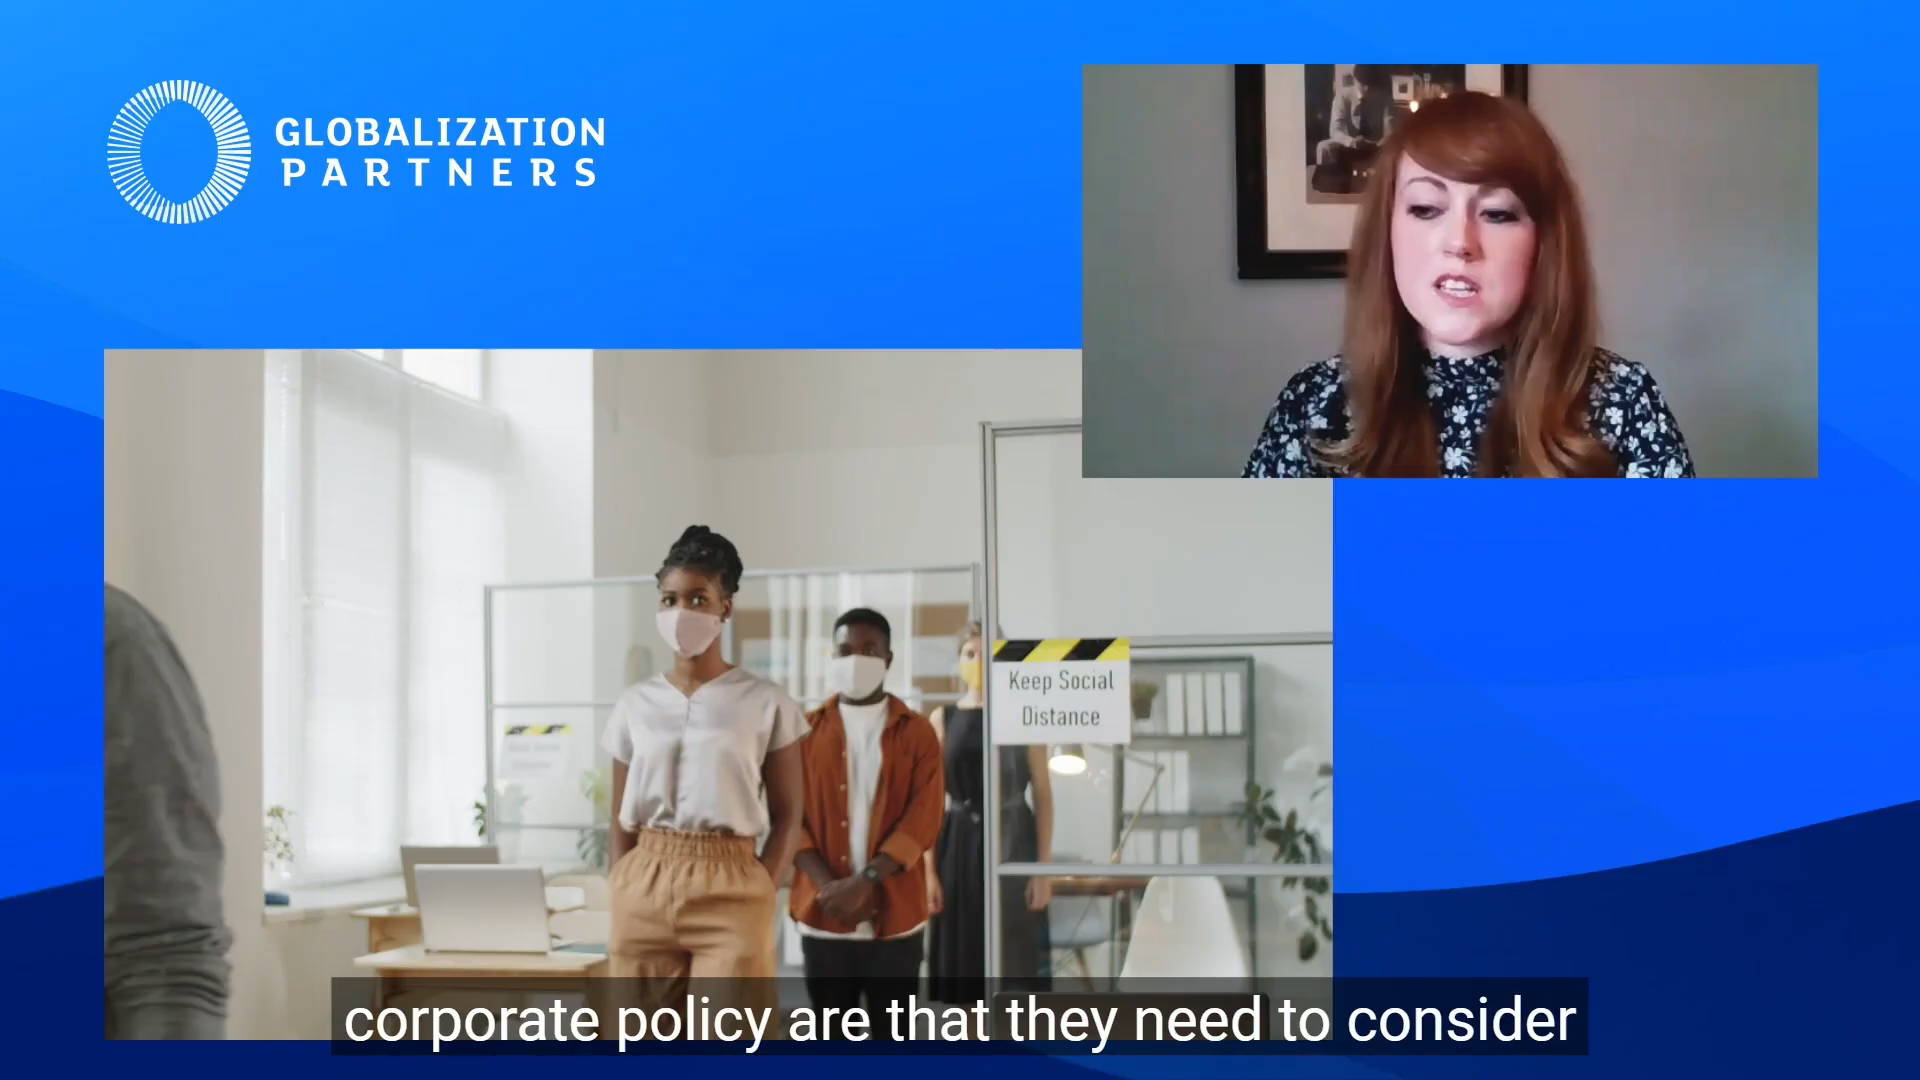 GLOBALIZATION
PARTNERS
Keep Social
Distance
corporate policy are that they need to consider